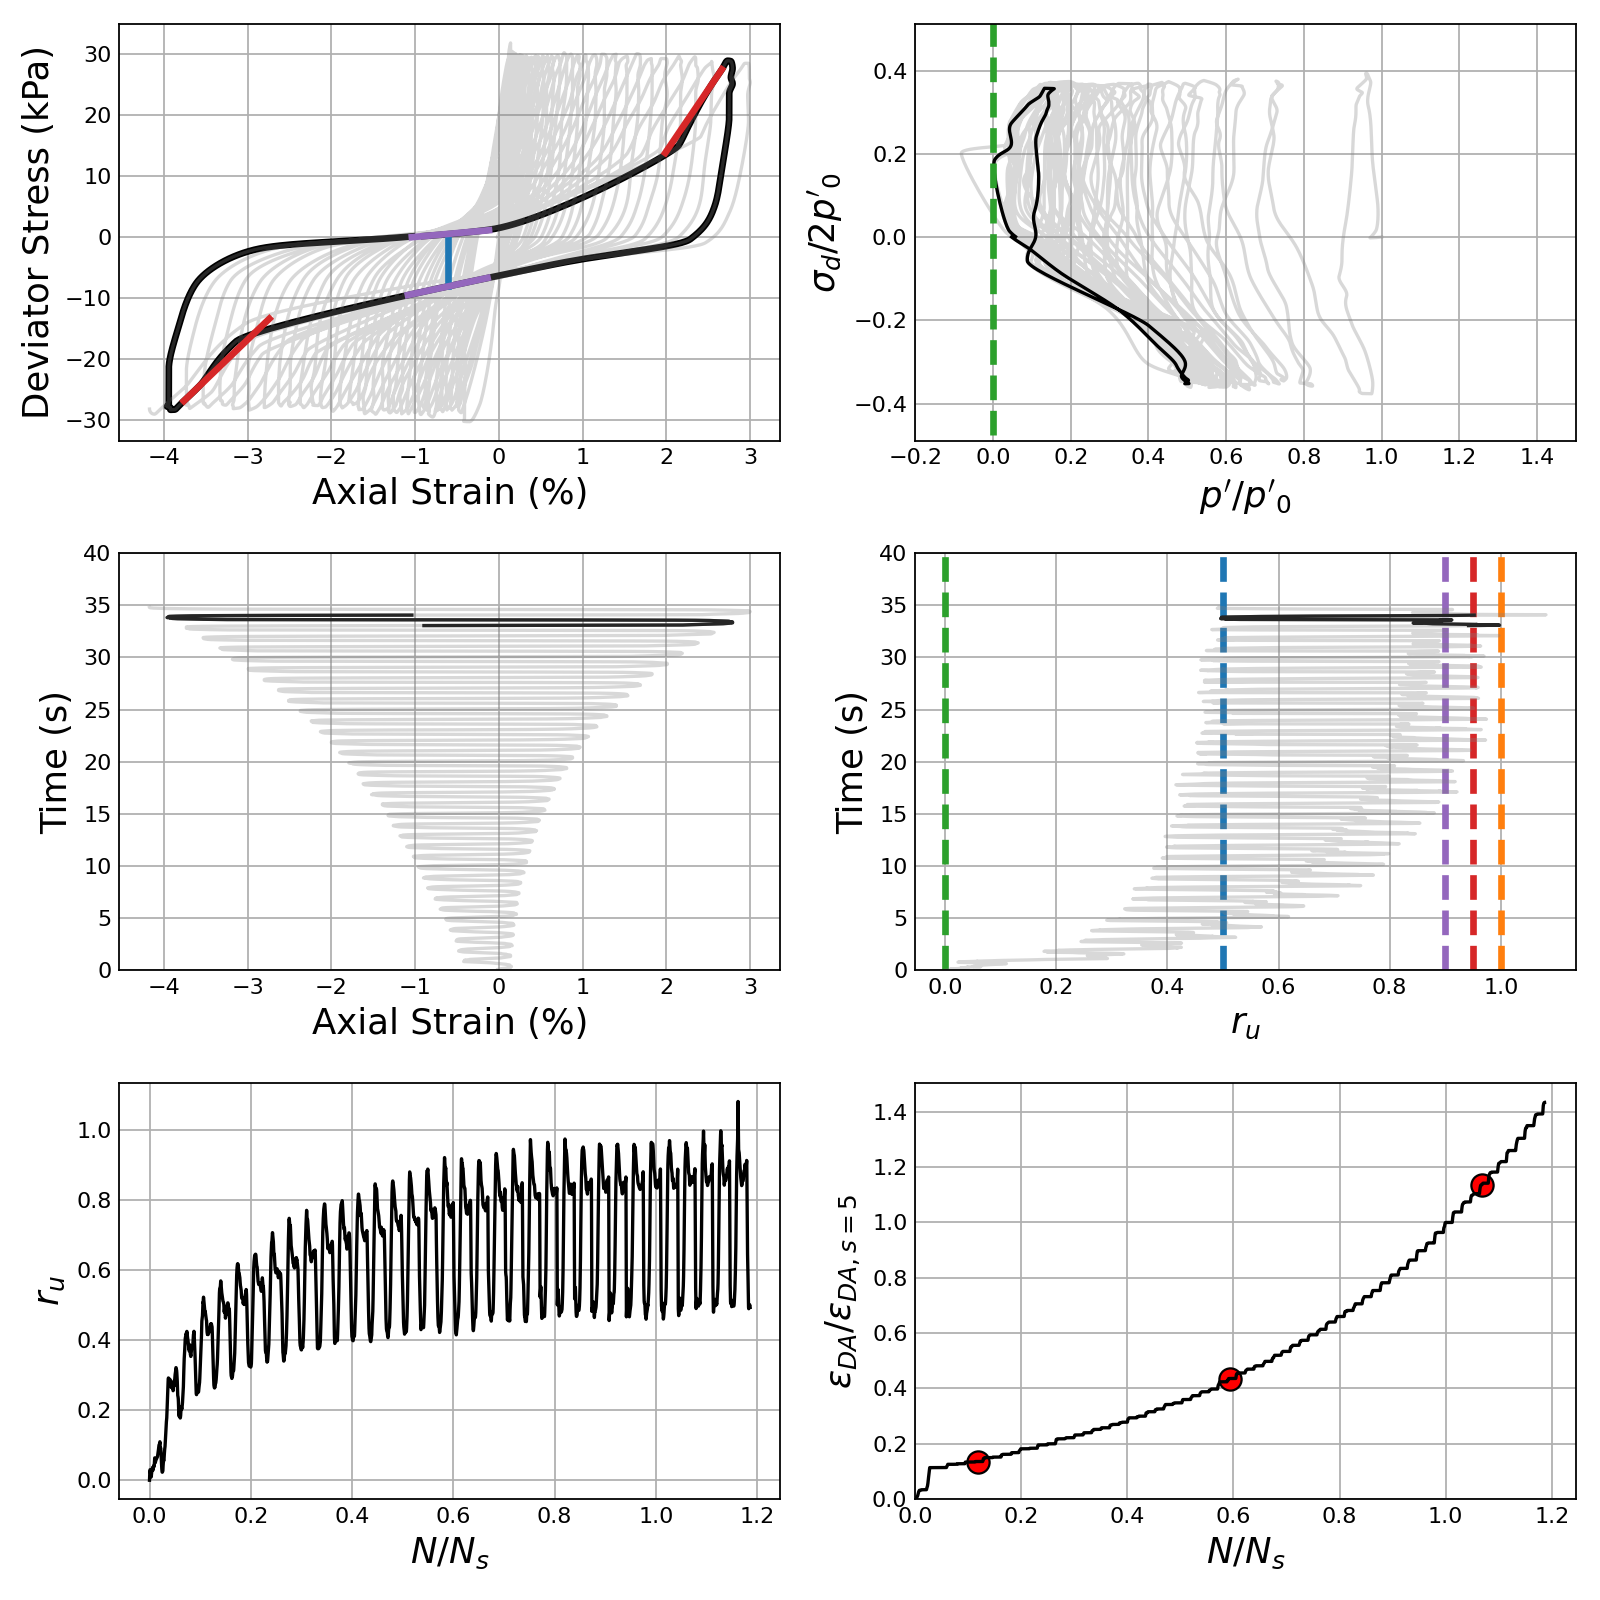 Deviator Stress (kPa)
30
20
10
0
−10
−20
−30
−4 −3 −2 −1 0 1 2 3
Axial Strain (%)
σd/2p′0
0.4
0.2
0.0
−0.2
−0.4
−0.2 0.0 0.2 0.4 0.6 0.8 1.0 1.2 1.4
p′/p′0
Time (s)
40
35
30
25
20
15
10
5
0
−4 −3 −2 −1 0 1 2 3
Axial Strain (%)
Time (s)
40
35
30
25
20
15
10
5
0
0.0 0.2 0.4 0.6 0.8 1.0
ru
ru
1.0
0.8
0.6
0.4
0.2
0.0
0.0 0.2 0.4 0.6 0.8 1.0 1.2
N/Ns
εDA/εDA, s = 5
1.4
1.2
1.0
0.8
0.6
0.4
0.2
0.0
0.0 0.2 0.4 0.6 0.8 1.0 1.2
N/Ns